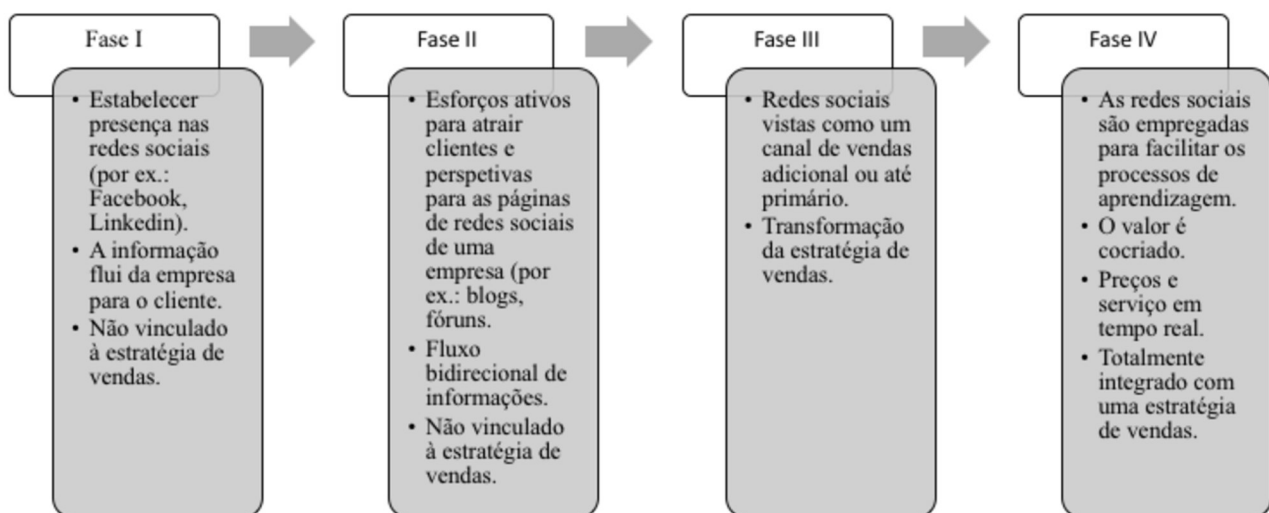 Fase I
• Estabelecer
presença nas
redes sociais
(por ex.:
Facebook,
Linkedin).
• A informação
flui da empresa
para o cliente.
• Não vinculado
à estratégia de
vendas.
Fase II
• Esforços ativos
para atrair
clientes e
perspetivas
para as páginas
de redes sociais
de uma
empresa (por
ex.: blogs,
fóruns.
• Fluxo
bidirecional de
informações.
• Não vinculado
à estratégia de
vendas.
Fase III
• Redes sociais
vistas como um
canal de vendas
adicional ou até
primário.
• Transformação
da estratégia de
vendas.
Fase IV
• As redes sociais
são empregadas
para facilitar os
processos de
aprendizagem.
• O valor é
cocriado.
• Preços e
serviço em
tempo real.
• Totalmente
integrado com
uma estratégia
de vendas.